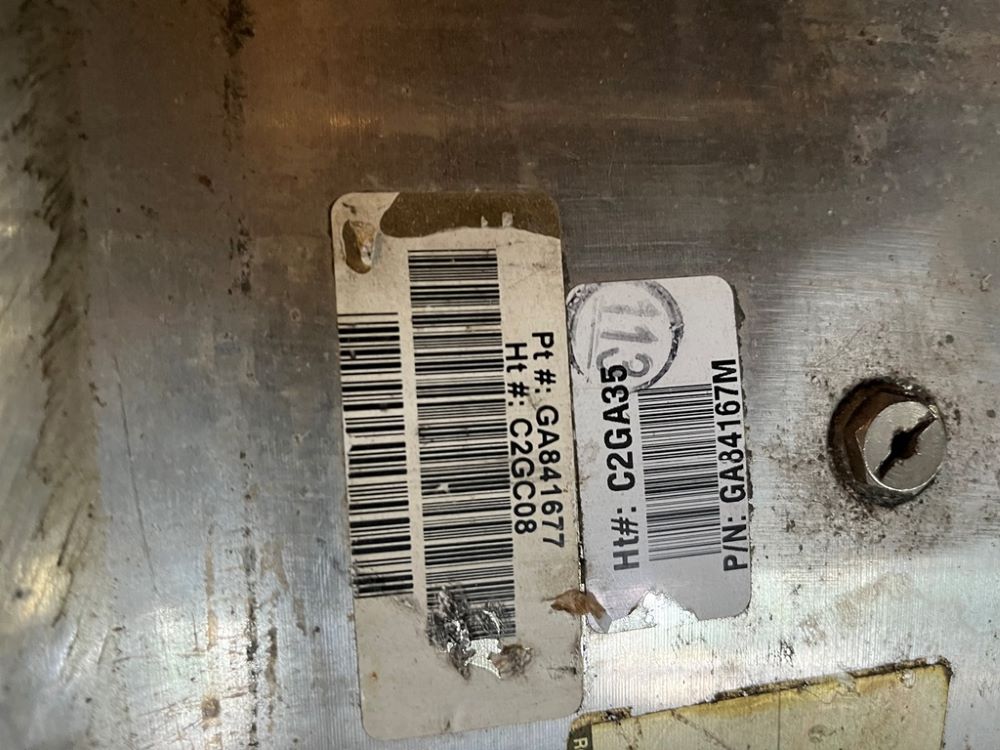 Pt #: GA841677
Ht #: C2GC08
113
Ht#: C2GA35
P/N: GA84167M
R